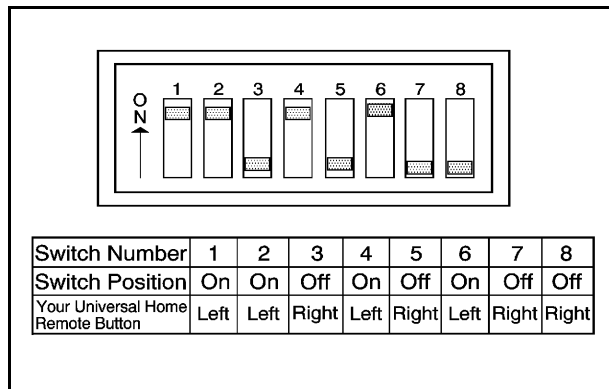 1 2 3 4 5 6 7 8
ON
Switch Number 1 2 3 4 5 6 7 8
Switch Position On On Off On Off On Off Off
Your Universal Home
Remote Button Left Left Right Left Right Left Right Right